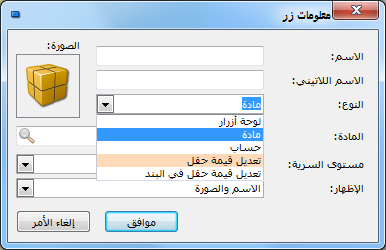 معلومات زر
الصورة:
الاسم:
الاسم اللاتيني:
النوع:
مادة
لوحة أزرار
المادة:
مادة
حساب
مستوى السرية:
تعديل قيمة حقل
تعديل قيمة حقل في البند
الإظهار:
الاسم والصورة
موافق
إلغاء الأمر